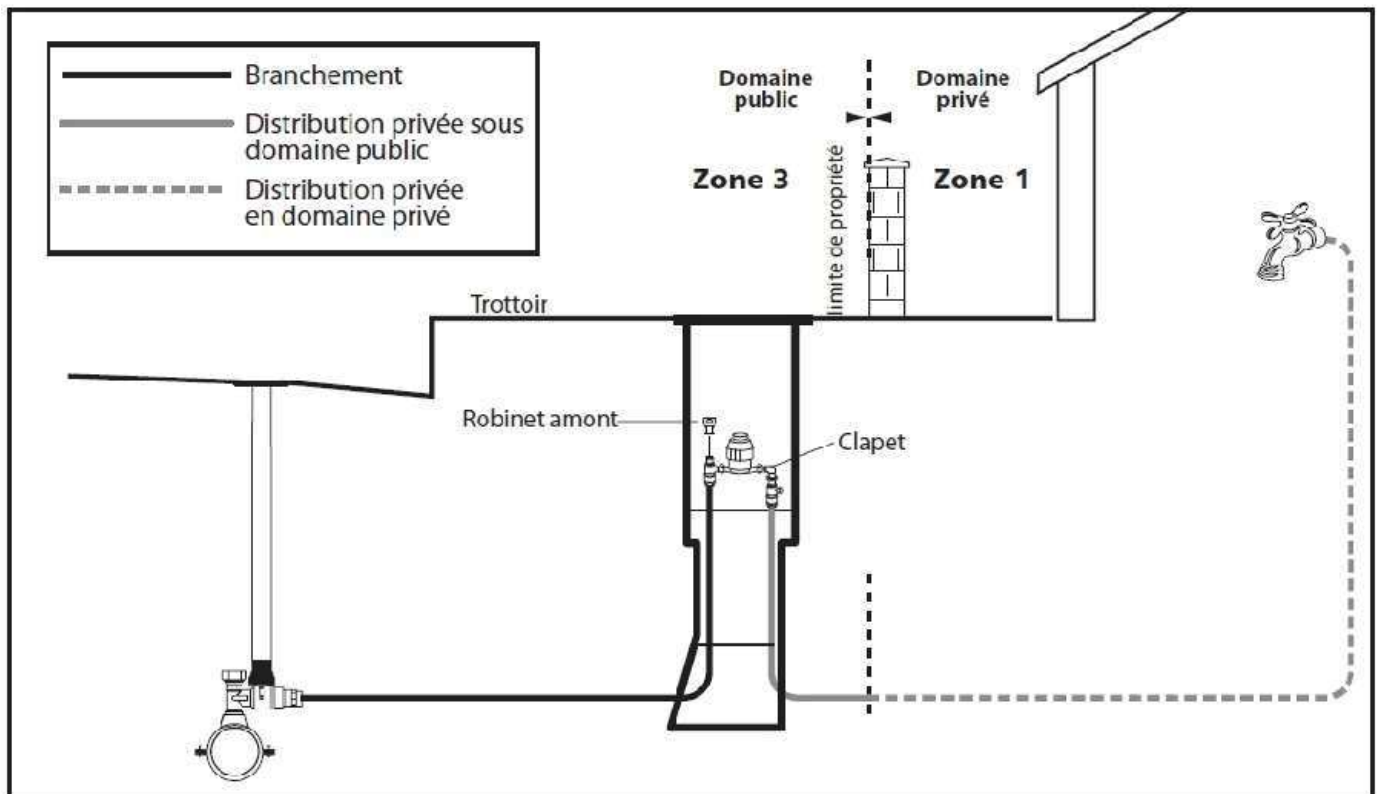 Branchement
Distribution privée sous
domaine public
Distribution privée
en domaine privé
Domaine
public
Domaine
privé
Zone 3
limite de propriété
Zone 1
Trottoir
Robinet amont
Clapet